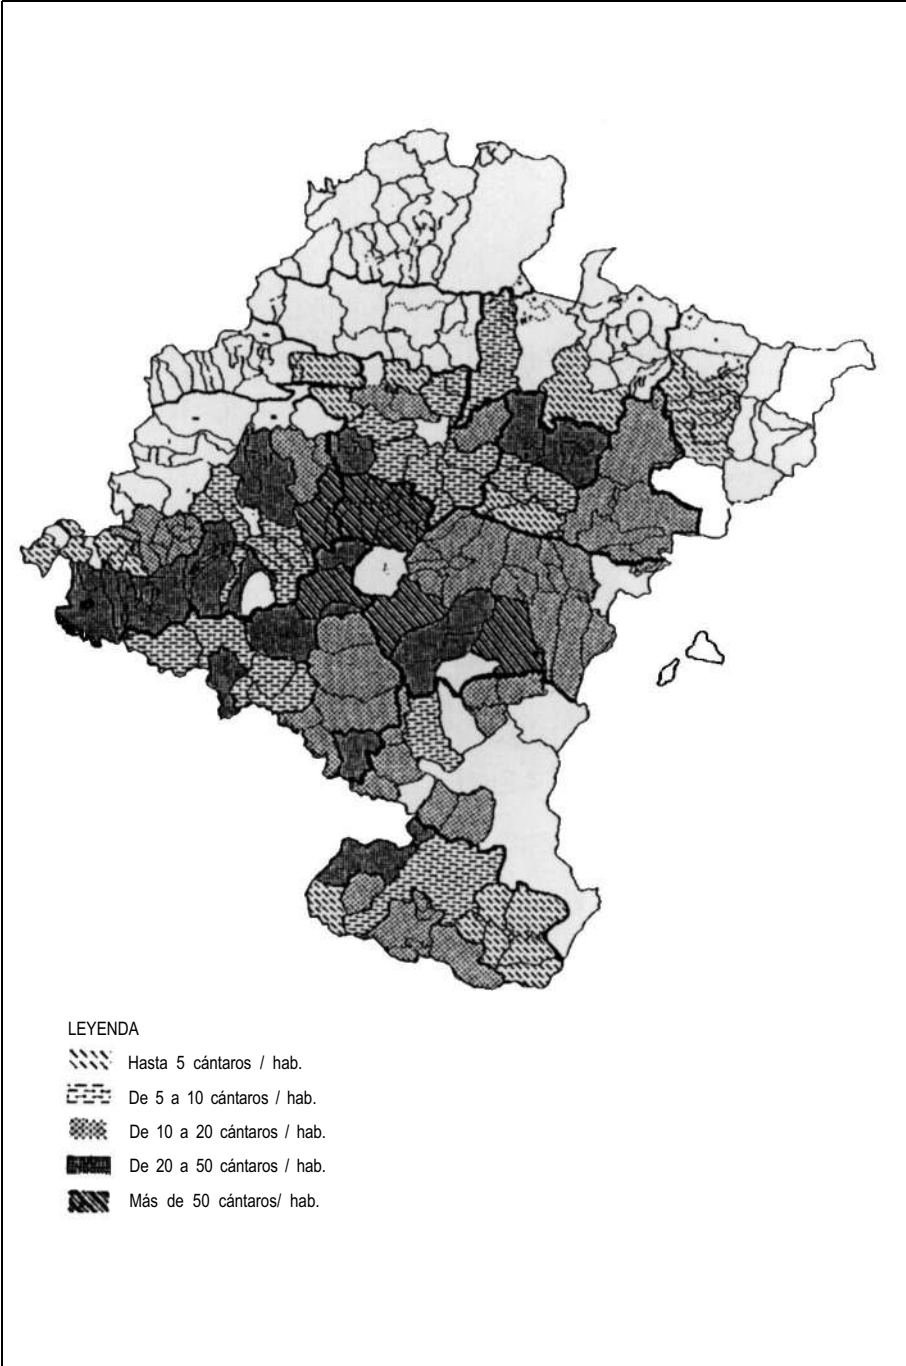 LEYENDA
Hasta 5 cántaros / hab.
De 5 a 10 cántaros / hab.
De 10 a 20 cántaros / hab.
De 20 a 50 cántaros / hab.
Más de 50 cántaros/ hab.